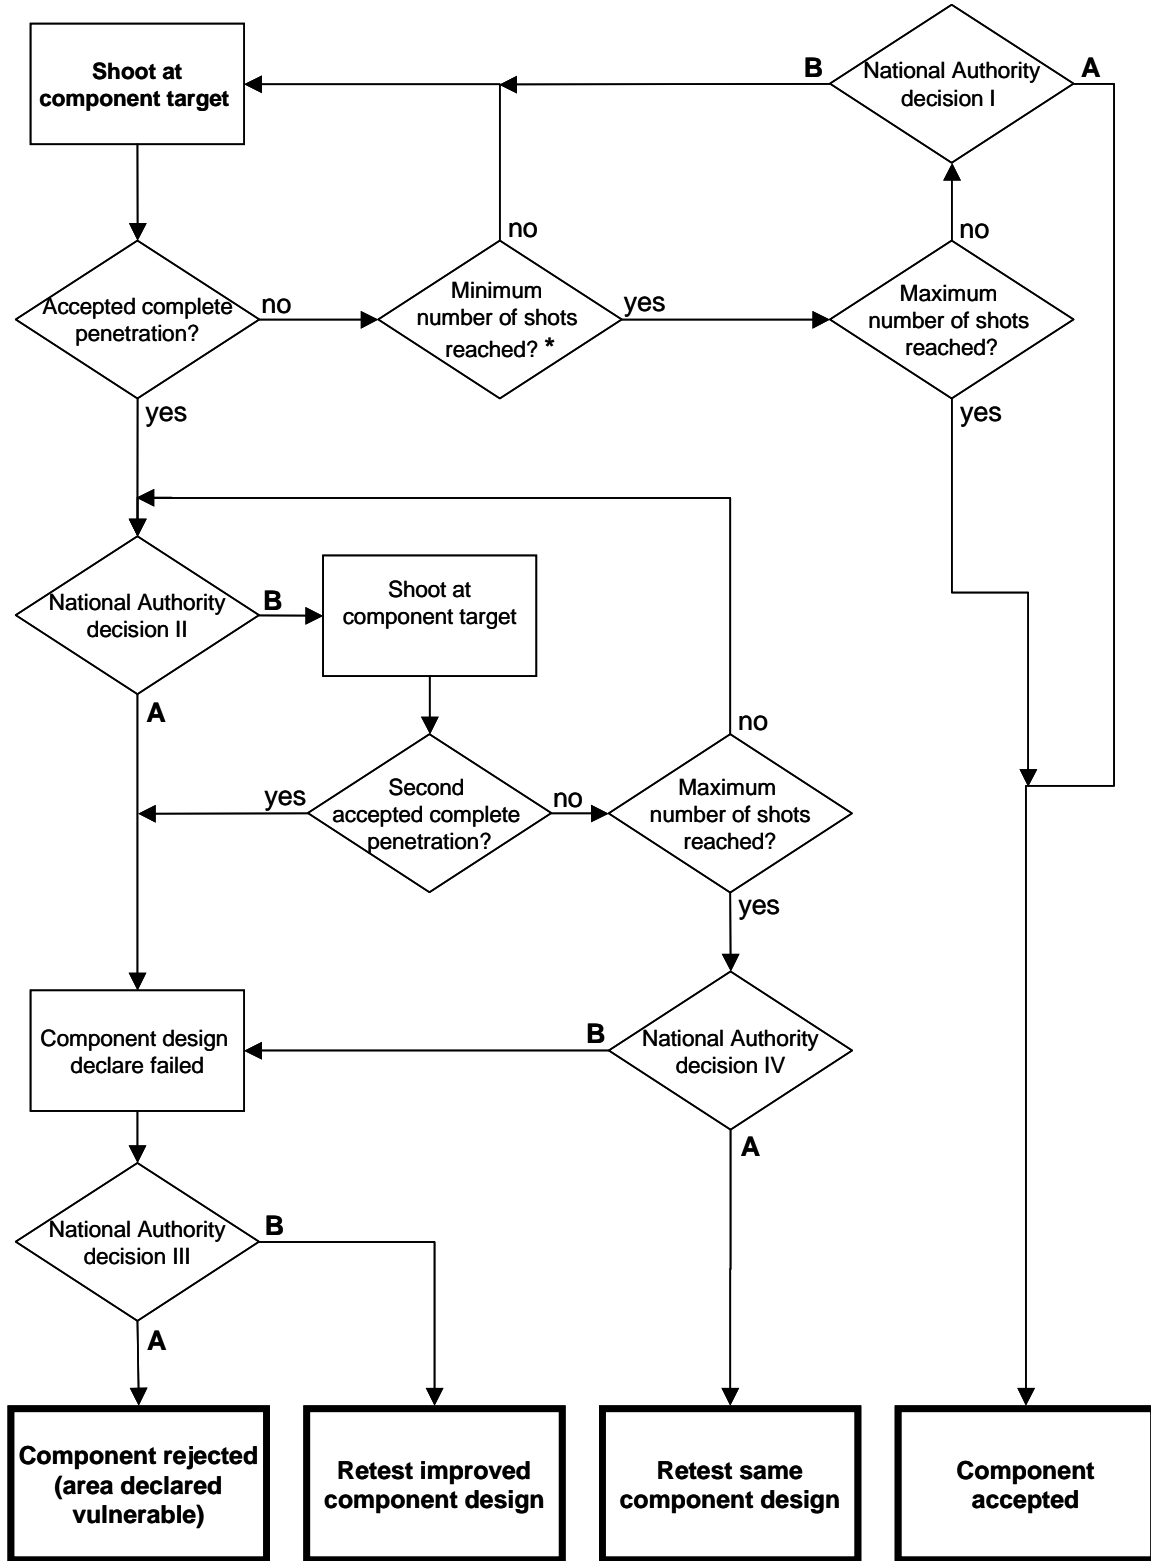 Shoot at
component target
B
National Authority
decision I
A
no
no
Accepted complete
penetration?
no
Minimum
number of shots
reached? *
yes
Maximum
number of shots
reached?
yes
yes
National Authority
decision II
B
Shoot at
component target
A
no
yes
Second
accepted complete
penetration?
no
Maximum
number of shots
reached?
yes
Component design
declare failed
B
National Authority
decision IV
A
National Authority
decision III
B
A
Component rejected
(area declared
vulnerable)
Retest improved
component design
Retest same
component design
Component
accepted